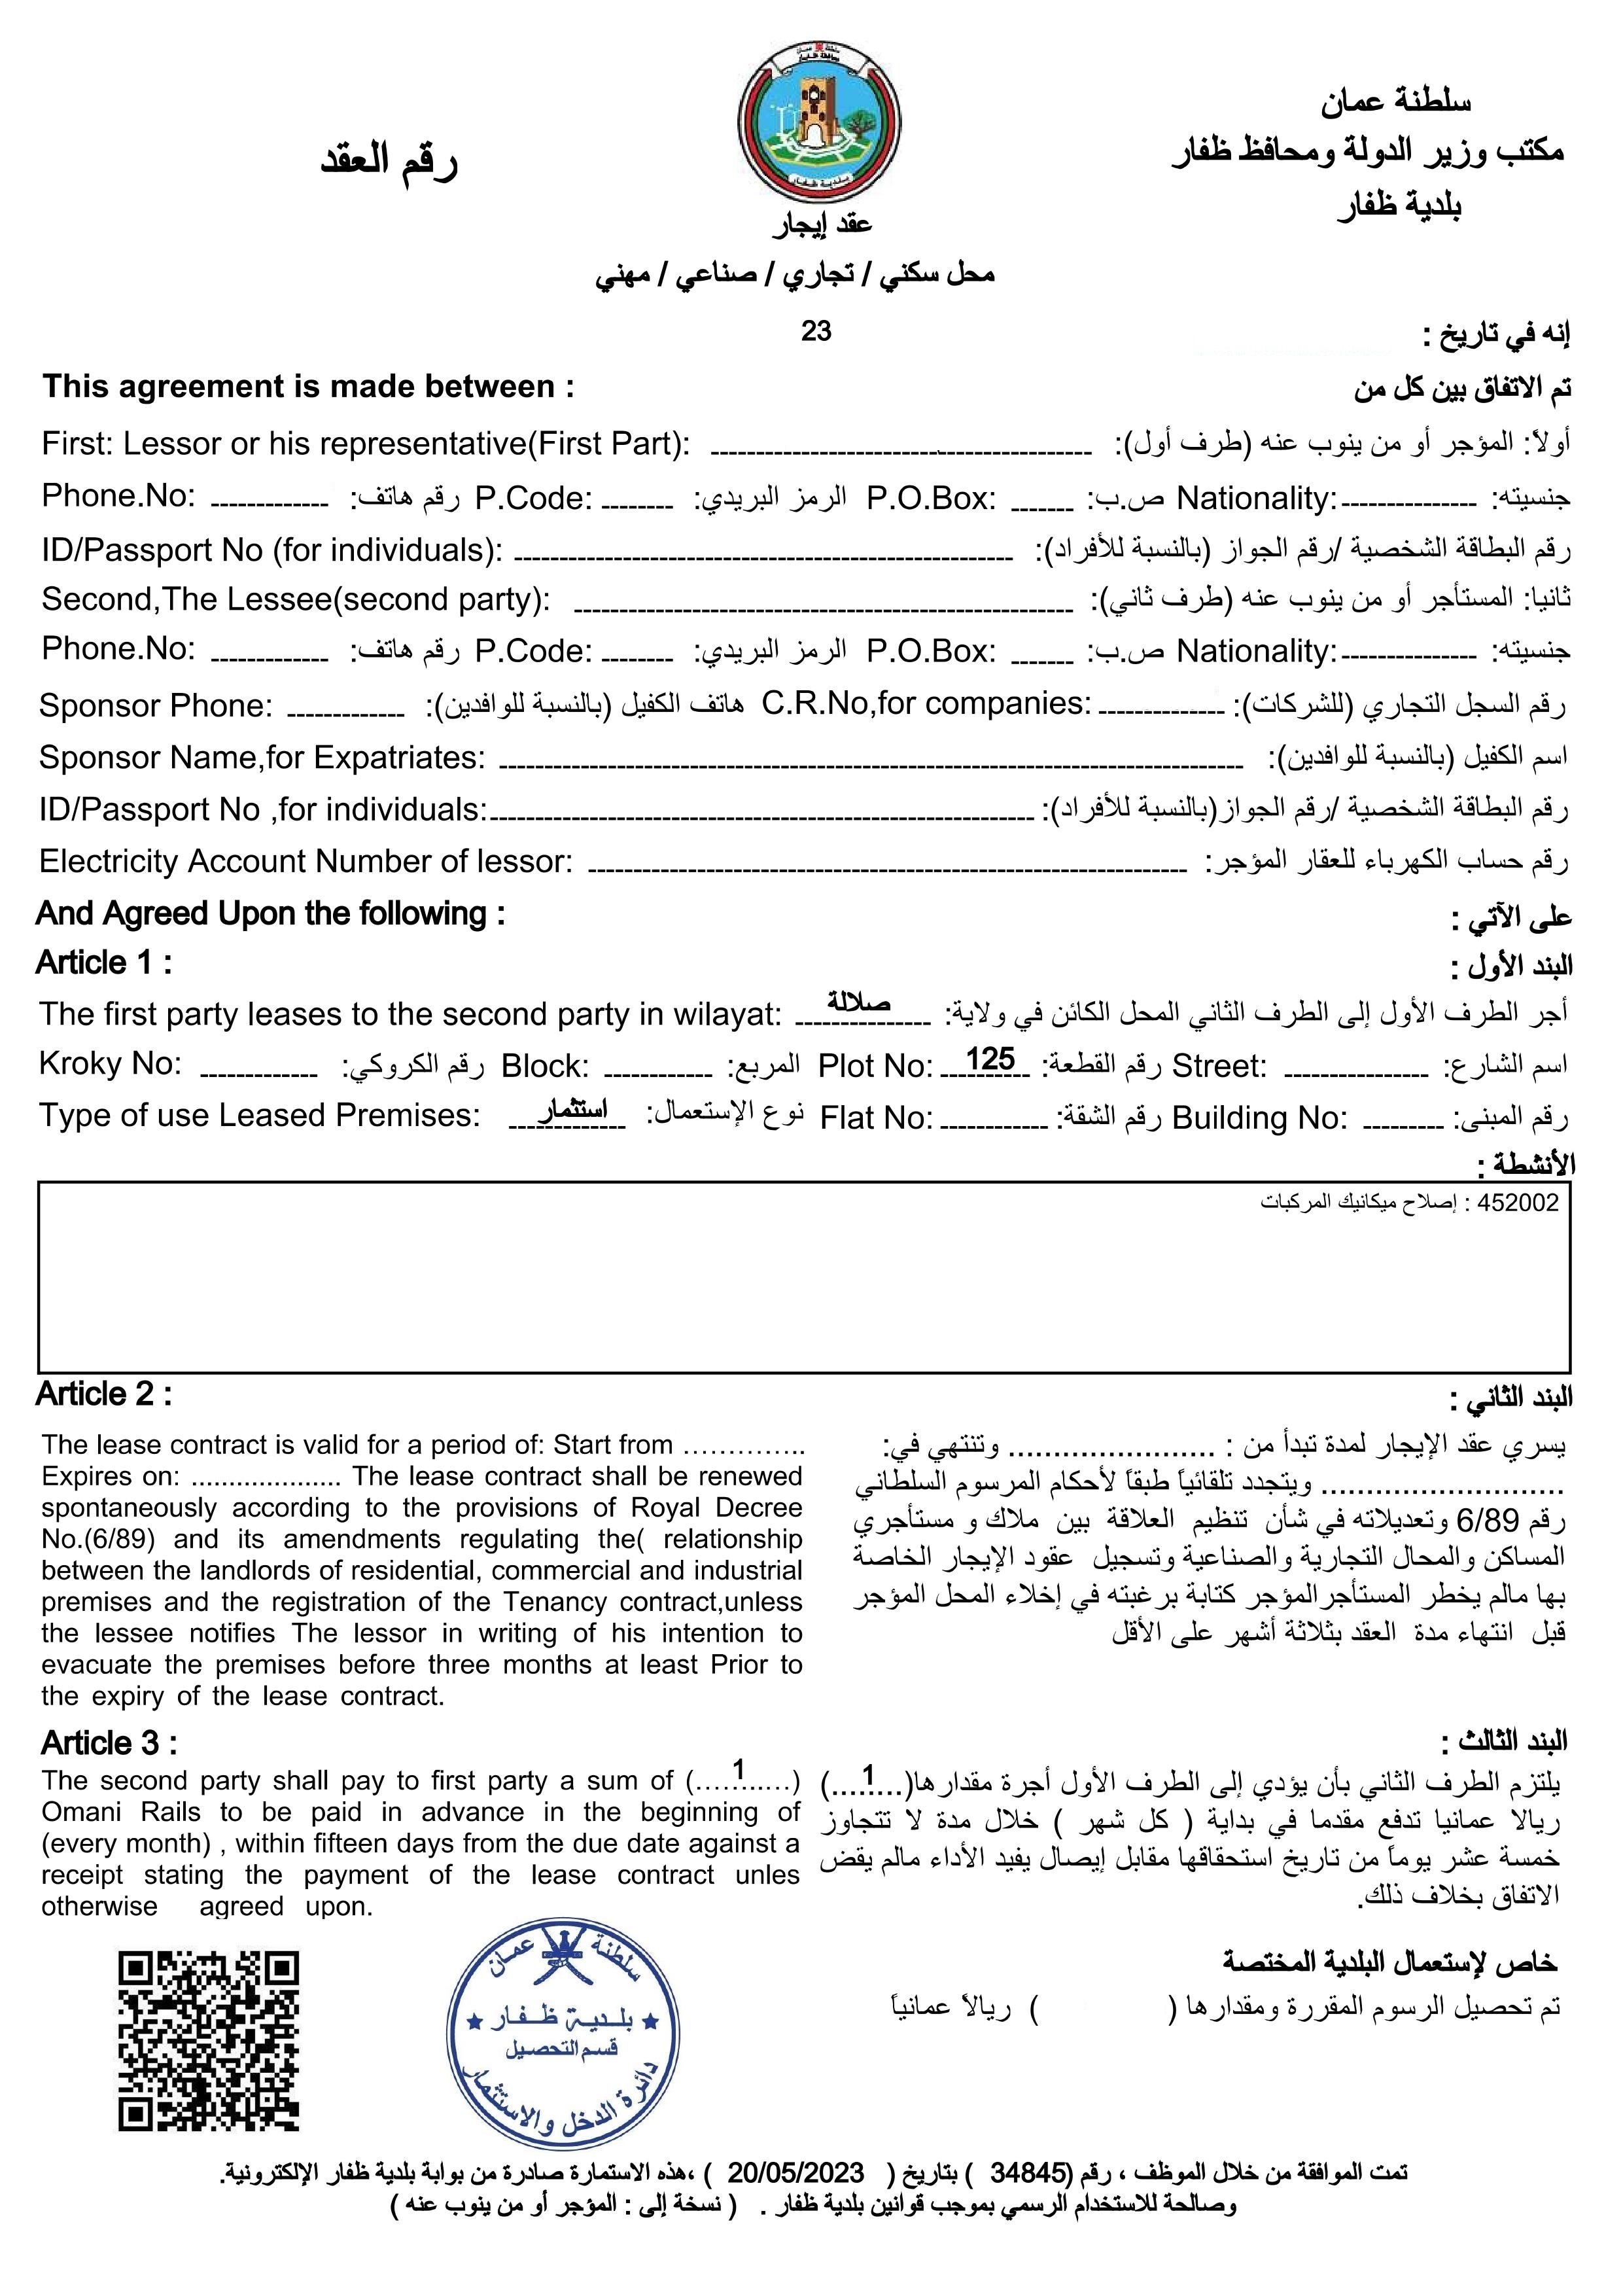 سلطنة عمان
مكتب وزير الدولة ومحافظ ظفار
بلدية ظفار
سلطنة عمان
محافظة ظفار
بلدية ظفار
رقم العقد
عقد إيجار
محل سكني / تجاري / صناعي / مهني
إنه في تاريخ : 23
This agreement is made between : تم الاتفاق بين كل من
First: Lessor or his representative(First Part): أولاً: المؤجر أو من ينوب عنه (طرف أول):
Phone.No: رقم هاتف: P.Code: الرمز البريدي: P.O.Box: ص.ب: Nationality: جنسيته:
ID/Passport No (for individuals): رقم البطاقة الشخصية /رقم الجواز (بالنسبة للأفراد):
Second,The Lessee(second party): ثانيا: المستأجر أو من ينوب عنه (طرف ثاني):
Phone.No: رقم هاتف: P.Code: الرمز البريدي: P.O.Box: ص.ب: Nationality: جنسيته:
Sponsor Phone: هاتف الكفيل (بالنسبة للوافدين): C.R.No,for companies: رقم السجل التجاري (للشركات):
Sponsor Name,for Expatriates: اسم الكفيل (بالنسبة للوافدين):
ID/Passport No ,for individuals: رقم البطاقة الشخصية /رقم الجواز(بالنسبة للأفراد):
Electricity Account Number of lessor: رقم حساب الكهرباء للعقار المؤجر:
And Agreed Upon the following : على الآتي :
Article 1 : البند الأول :
The first party leases to the second party in wilayat: صلالة أجر الطرف الأول إلى الطرف الثاني المحل الكائن في ولاية:
Kroky No: رقم الكروكي: Block: المربع: Plot No: 125 رقم القطعة: Street: اسم الشارع:
Type of use Leased Premises: استثمار نوع الإستعمال: Flat No: رقم الشقة: Building No: رقم المبنى:
الأنشطة :
452002 : إصلاح ميكانيك المركبات
Article 2 :
The lease contract is valid for a period of: Start from …………..
Expires on: .................... The lease contract shall be renewed
spontaneously according to the provisions of Royal Decree
No.(6/89) and its amendments regulating the( relationship
between the landlords of residential, commercial and industrial
premises and the registration of the Tenancy contract,unless
the lessee notifies The lessor in writing of his intention to
evacuate the premises before three months at least Prior to
the expiry of the lease contract.
البند الثاني :
يسري عقد الإيجار لمدة تبدأ من : ....................... وتنتهي في:
........................... ويتجدد تلقائياً طبقاً لأحكام المرسوم السلطاني
رقم 6/89 وتعديلاته في شأن تنظيم العلاقة بين ملاك و مستأجري
المساكن والمحال التجارية والصناعية وتسجيل عقود الإيجار الخاصة
بها مالم يخطر المستأجرالمؤجر كتابة برغبته في إخلاء المحل المؤجر
قبل انتهاء مدة العقد بثلاثة أشهر على الأقل
Article 3 :
The second party shall pay to first party a sum of (……1……)
Omani Rails to be paid in advance in the beginning of
(every month) , within fifteen days from the due date against a
receipt stating the payment of the lease contract unles
otherwise agreed upon.
البند الثالث :
يلتزم الطرف الثاني بأن يؤدي إلى الطرف الأول أجرة مقدارها(....1....)
ريالا عمانيا تدفع مقدما في بداية ( كل شهر ) خلال مدة لا تتجاوز
خمسة عشر يوماً من تاريخ استحقاقها مقابل إيصال يفيد الأداء مالم يقض
الاتفاق بخلاف ذلك.
خاص لإستعمال البلدية المختصة
تم تحصيل الرسوم المقررة ومقدارها ( ) ريالاً عمانياً
سلطنة عمان
بلدية ظفار
قسم التحصيل
دائرة الدخل والاستثمار
تمت الموافقة من خلال الموظف ، رقم (34845 ) بتاريخ ( 20/05/2023 ) ،هذه الاستمارة صادرة من بوابة بلدية ظفار الإلكترونية.
وصالحة للاستخدام الرسمي بموجب قوانين بلدية ظفار . ( نسخة إلى : المؤجر أو من ينوب عنه )